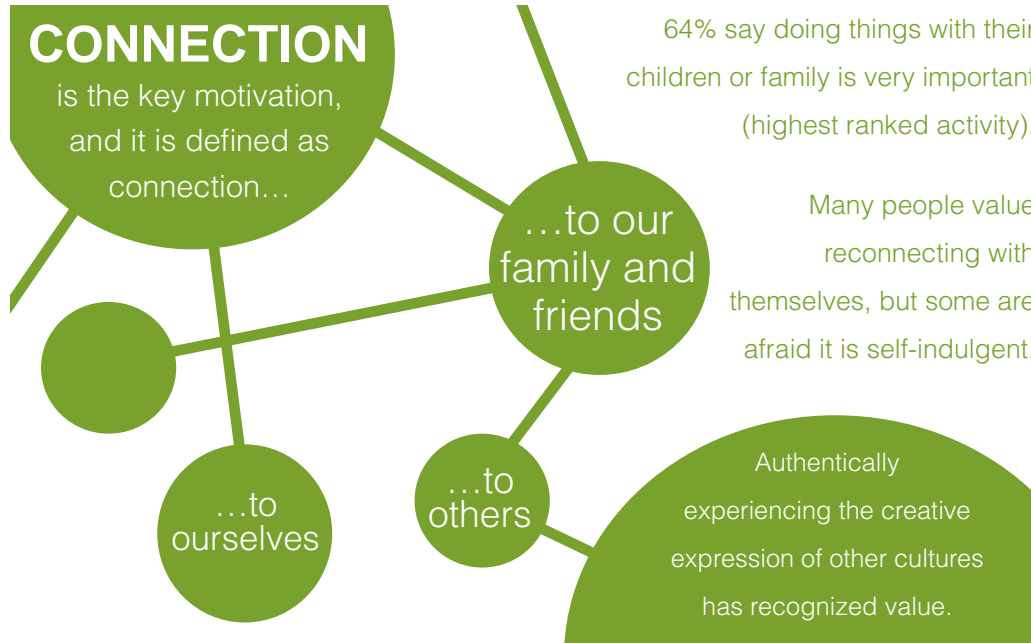 CONNECTION
is the key motivation,
and it is defined as
connection…
…to our
family and
friends
…to
ourselves
…to
others
64% say doing things with their
children or family is very important
(highest ranked activity).
Many people value
reconnecting with
themselves, but some are
afraid it is self-indulgent.
Authentically
experiencing the creative
expression of other cultures
has recognized value.